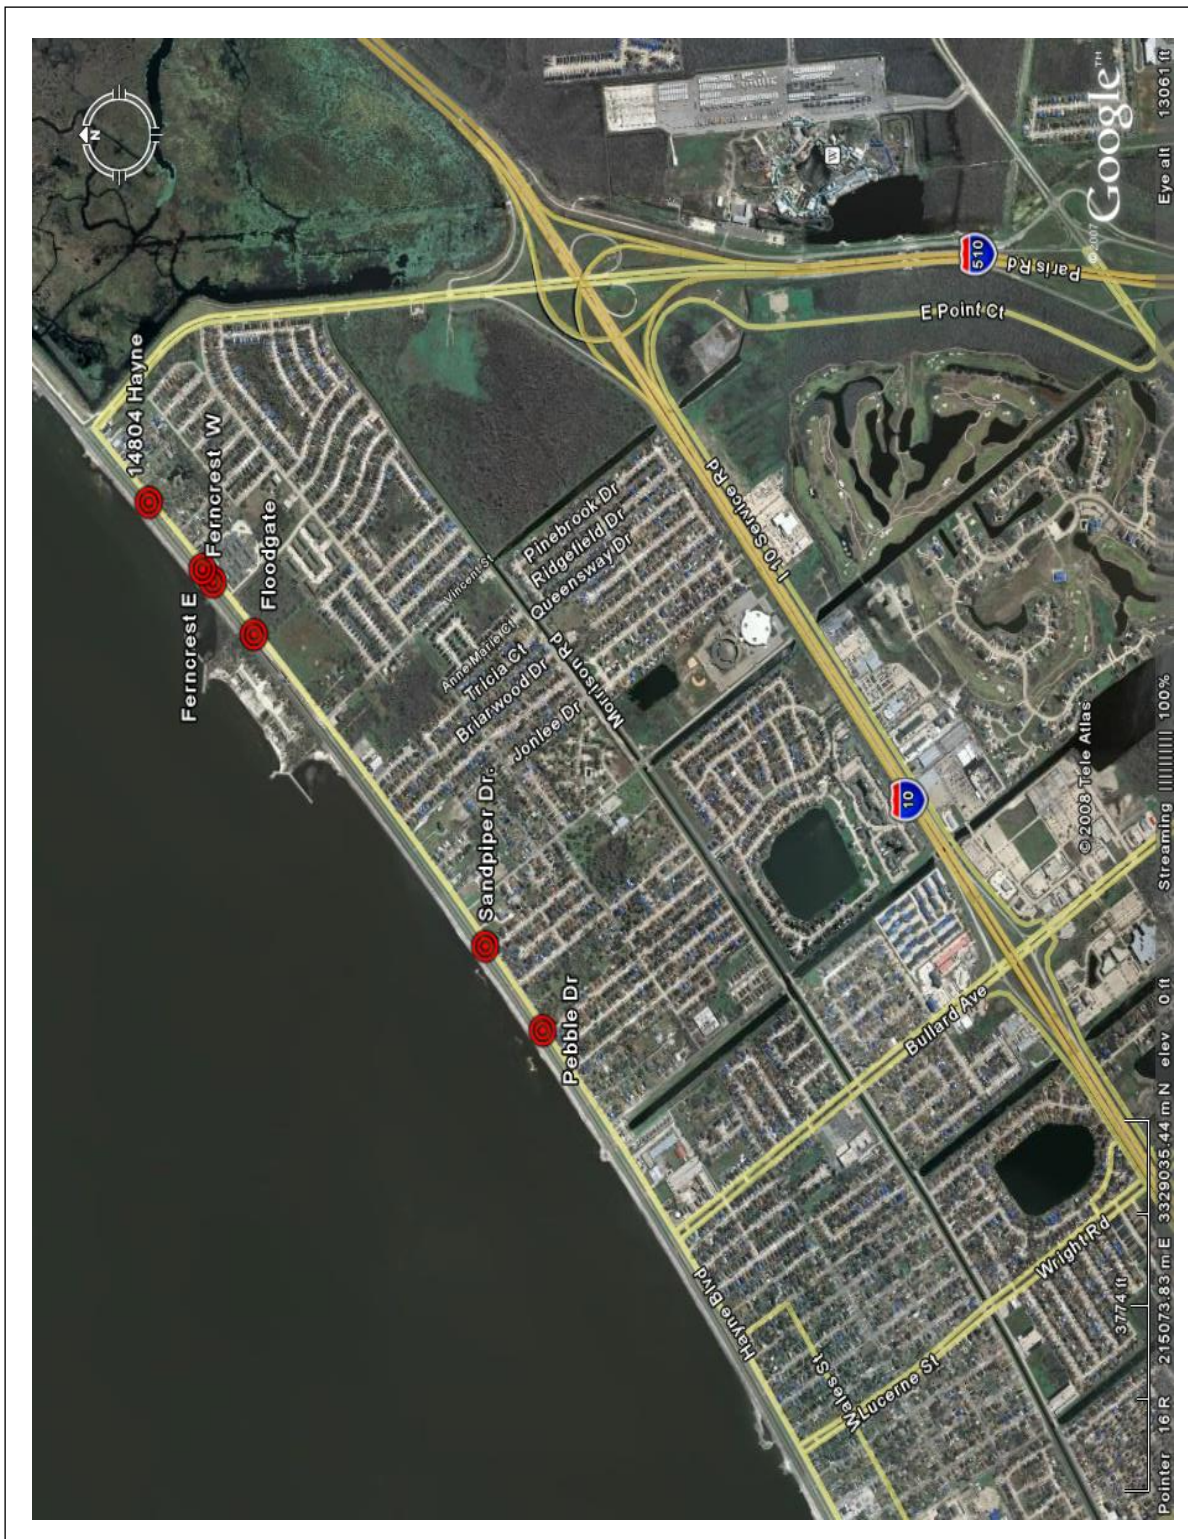 N
14804 Hayne
Ferncrest W
Ferncrest E
Floodgate
Vincent St
Pinebrook Dr
Ridgefield Dr
Queensway Dr
Anne Marie Ct
Tricia Ct
Briarwood Dr
Jonlee Dr
Morrison Rd
Sandpiper Dr.
Pebble Dr
I 10 Service Rd
510
Paris Rd
E Point Ct
W
10
Bullard Ave
Hayne Blvd
Wales St
Lucerne St
Wright Rd
3774 ft
© 2008 Tele Atlas
© 2007 Google™
Pointer 16 R 215073.83 m E 3329035.44 m N elev 0 ft Streaming |||||||||| 100% Eye alt 13061 ft